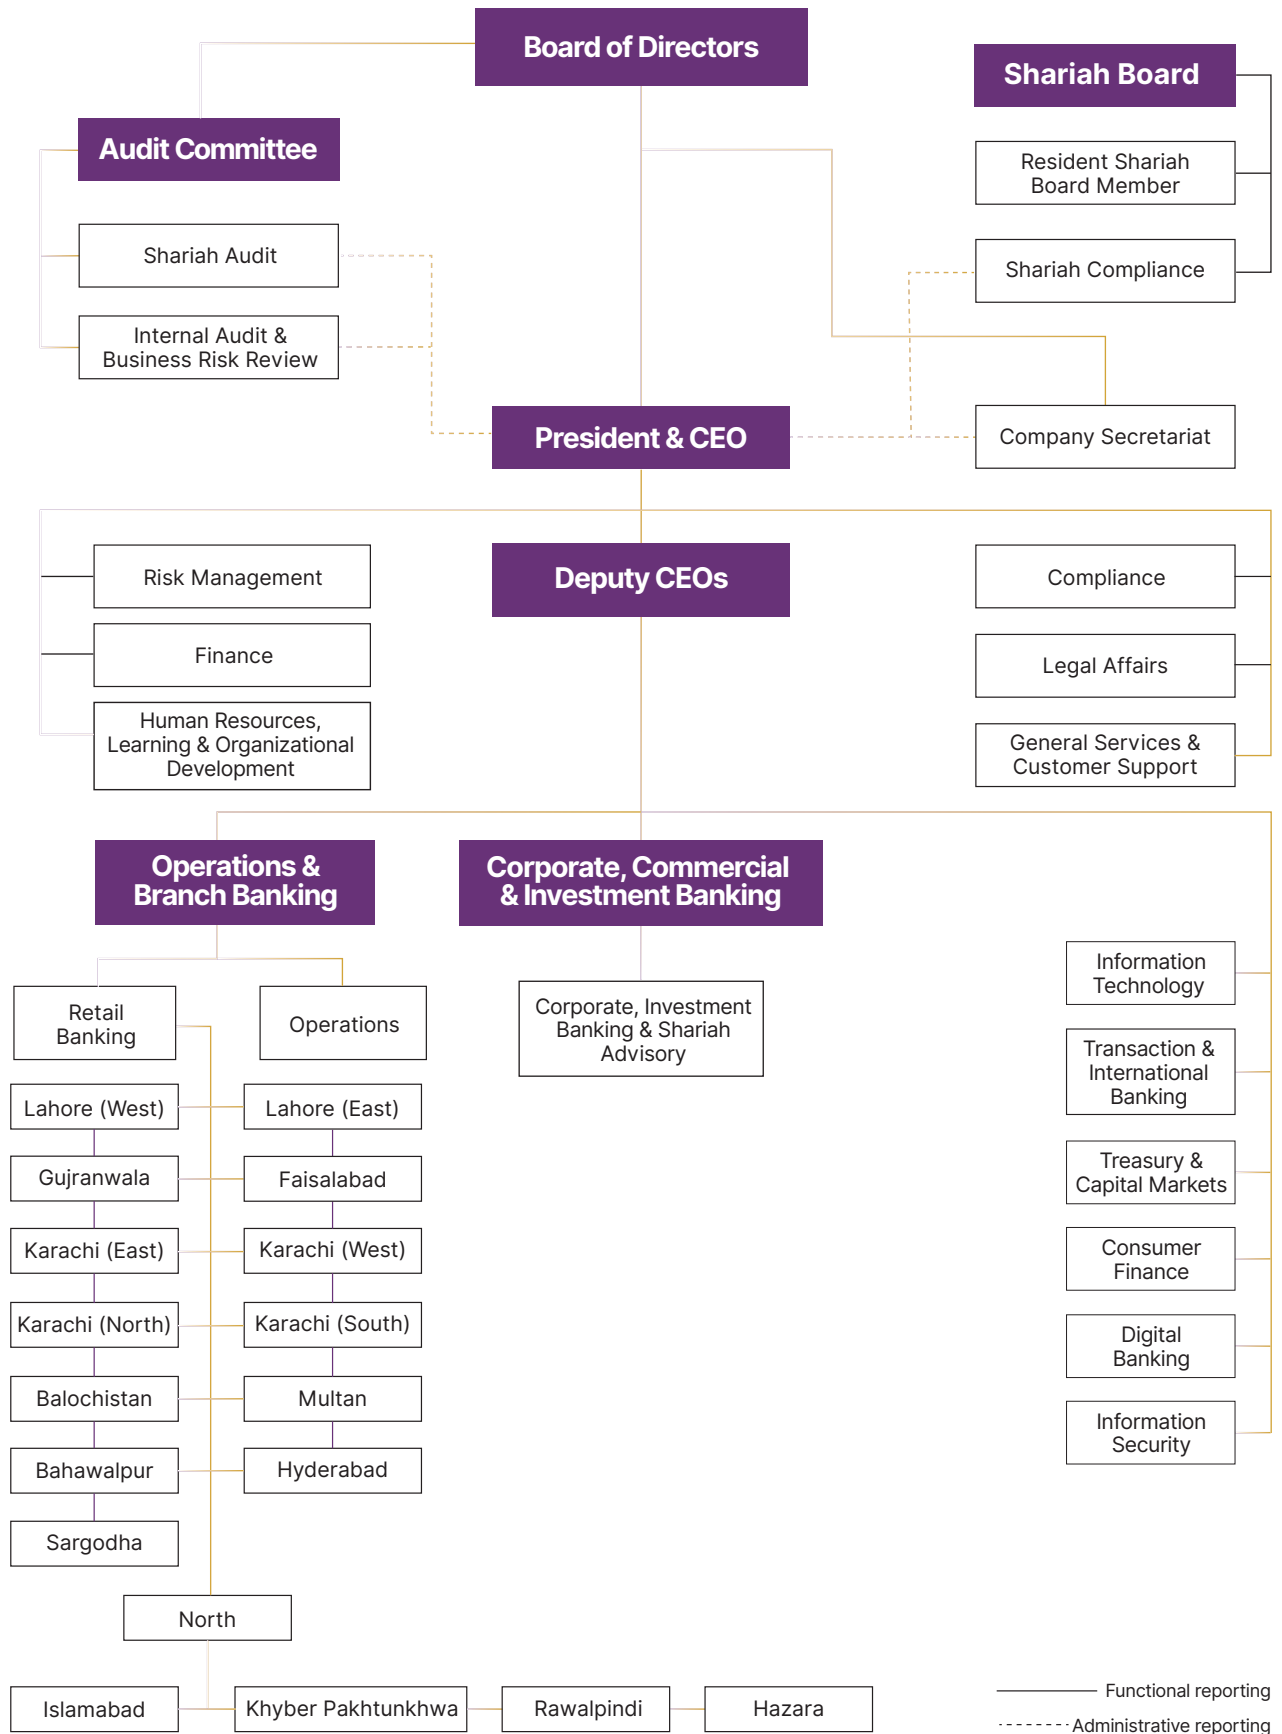 Board of Directors
Shariah Board
Audit Committee
Resident Shariah
Board Member
Shariah Audit
Shariah Compliance
Internal Audit &
Business Risk Review
President & CEO
Company Secretariat
Risk Management
Deputy CEOs
Compliance
Finance
Legal Affairs
Human Resources,
Learning & Organizational
Development
General Services &
Customer Support
Operations &
Branch Banking
Corporate, Commercial
& Investment Banking
Retail
Banking
Operations
Corporate, Investment
Banking & Shariah
Advisory
Information
Technology
Transaction &
International
Banking
Treasury &
Capital Markets
Consumer
Finance
Digital
Banking
Information
Security
Lahore (West)
Lahore (East)
Gujranwala
Faisalabad
Karachi (East)
Karachi (West)
Karachi (North)
Karachi (South)
Balochistan
Multan
Bahawalpur
Hyderabad
Sargodha
North
Islamabad
Khyber Pakhtunkhwa
Rawalpindi
Hazara
Functional reporting
Administrative reporting